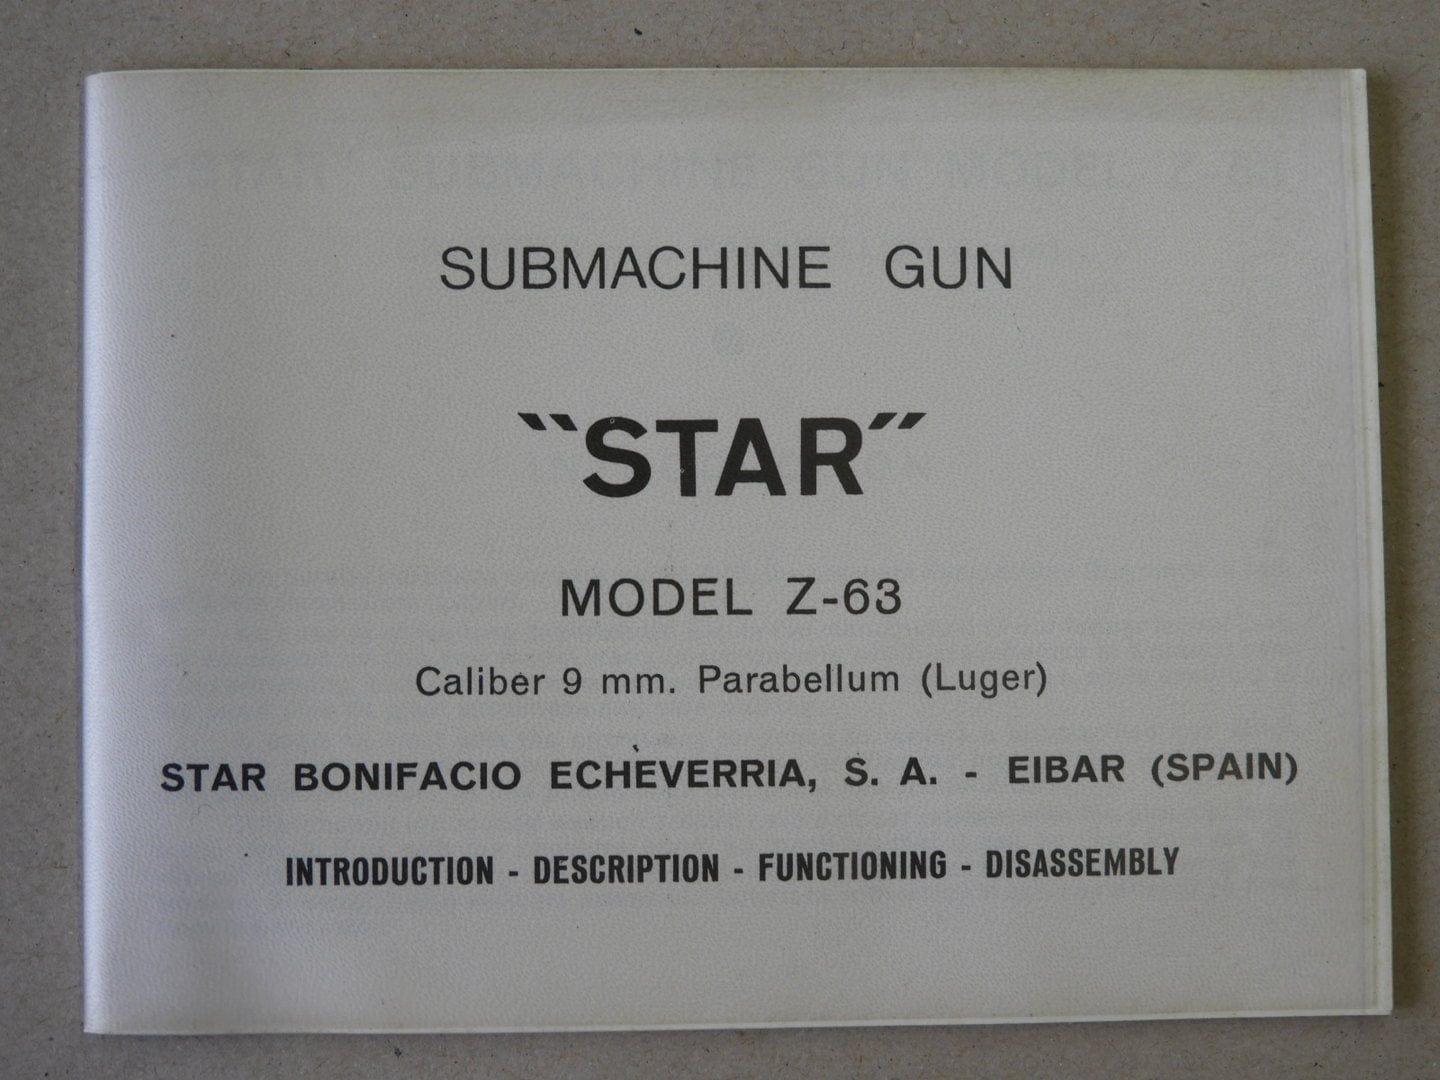 SUBMACHINE GUN
"STAR"
MODEL Z-63
Caliber 9 mm. Parabellum (Luger)
STAR BONIFACIO ECHEVERRIA, S. A. - EIBAR (SPAIN)
INTRODUCTION - DESCRIPTION - FUNCTIONING - DISASSEMBLY